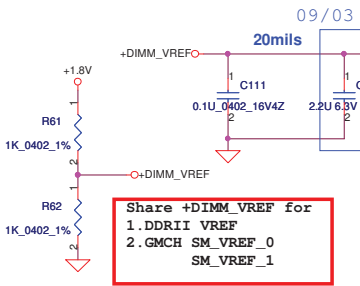 09/03
20mils
+DIMM_VREF
+1.8V
1
C111
0.1U_0402_16V4Z
2
1
C
2.2U 6.3V
2
1
R61
1K_0402_1%
2
+DIMM_VREF
1
R62
1K_0402_1%
2
Share +DIMM_VREF for
1.DDRII VREF
2.GMCH SM_VREF_0
SM_VREF_1